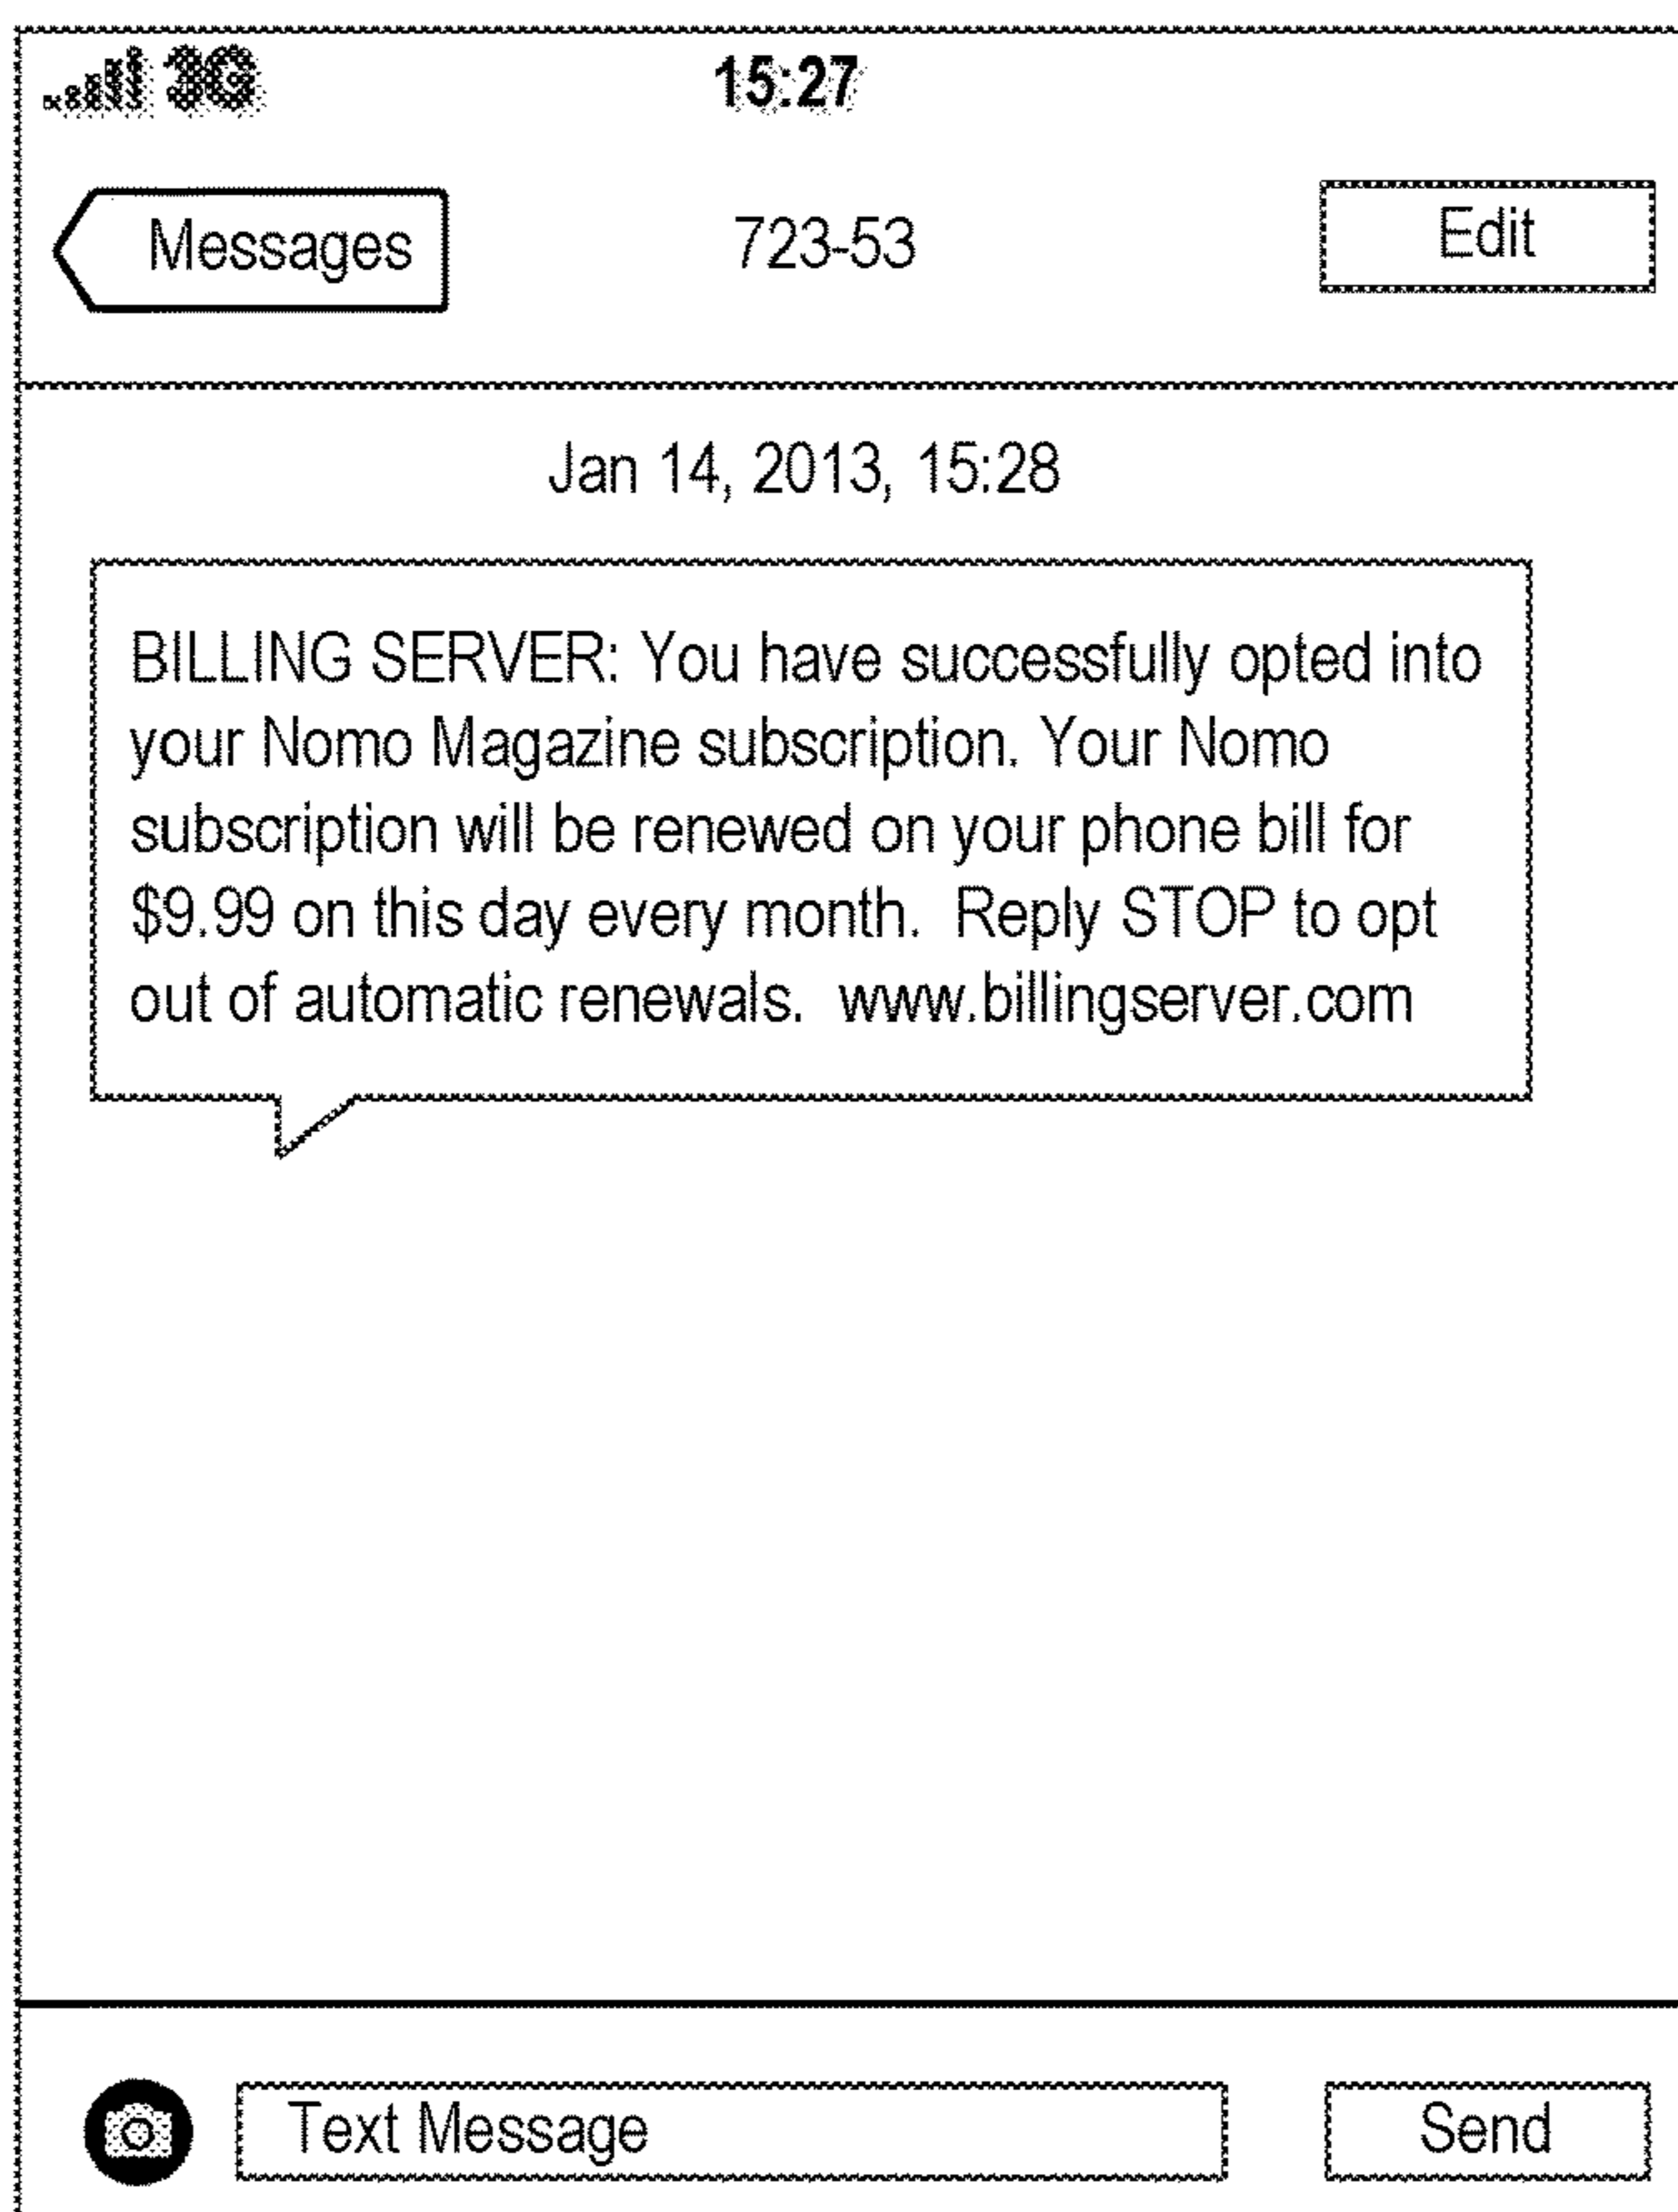 3G 15:27
Messages 723-53 Edit
Jan 14, 2013, 15:28
BILLING SERVER: You have successfully opted into
your Nomo Magazine subscription. Your Nomo
subscription will be renewed on your phone bill for
$9.99 on this day every month. Reply STOP to opt
out of automatic renewals. www.billingserver.com
Text Message Send